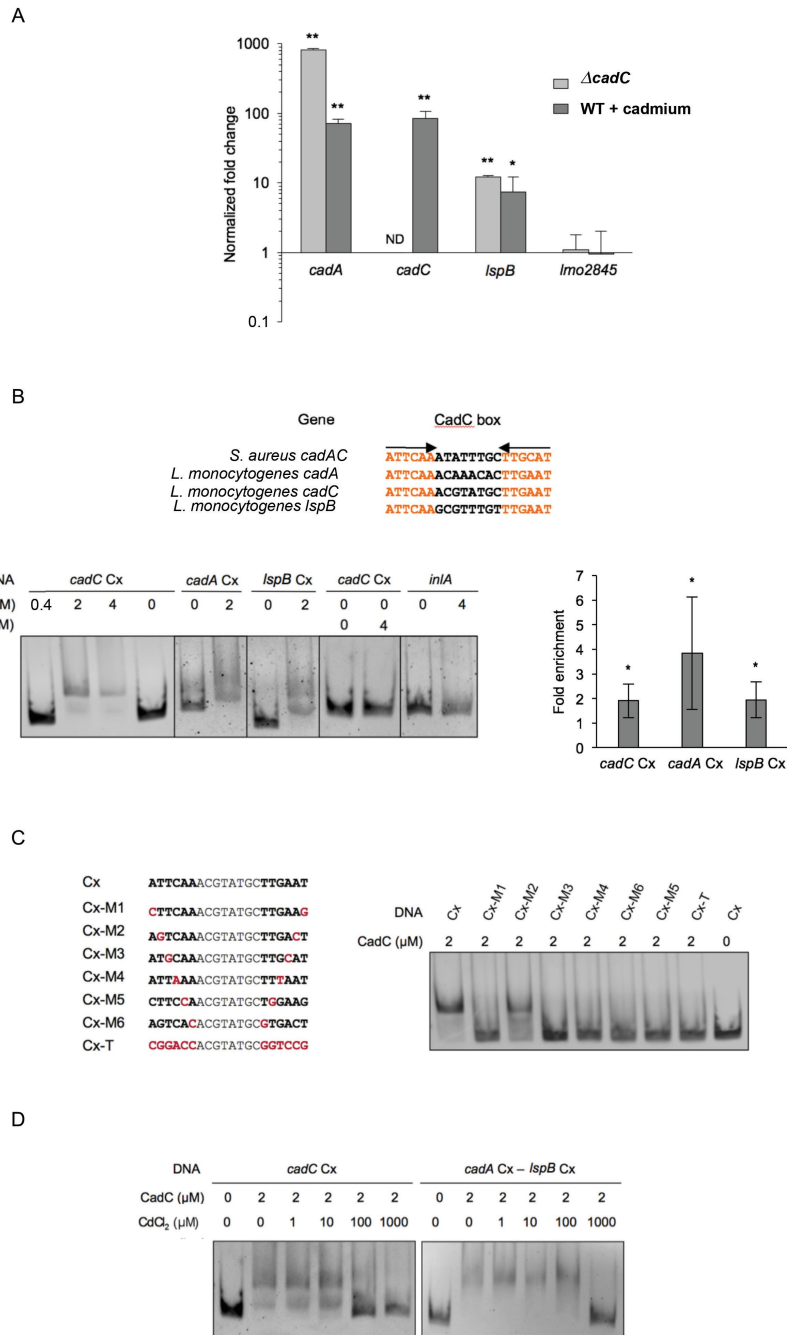 A
1000
100
10
1
0.1
Normalized fold change
** ** ** ** *
ND
cadA cadC lspB lmo2845
ΔcadC
WT + cadmium
B
Gene CadC box
S. aureus cadAC ATTCAAATATTTGCTTGCAT
L. monocytogenes cadA ATTCAAACAAACACTTGAAT
L. monocytogenes cadC ATTCAAACGTATGCTTGAAT
L. monocytogenes lspB ATTCAAGCGTTTGTTTGAAT
NA cadC Cx cadA Cx lspB Cx cadC Cx inlA
M) 0.4 2 4 0 0 2 0 2 0 0 0 4
M) 0 4
7
6
5
4
3
2
1
0
Fold enrichment
* * *
cadC Cx cadA Cx lspB Cx
C
Cx ATTCAAACGTATGCTTGAAT
Cx-M1 CTTCAAACGTATGCTTGAAG
Cx-M2 AGTCAAACGTATGCTTGACT
Cx-M3 ATGCAAACGTATGCTTGCAT
Cx-M4 ATTAAAACGTATGCTTTAAT
Cx-M5 CTTCCAACGTATGCTGGAAG
Cx-M6 AGTCACACGTATGCGTGACT
Cx-T CGGACCACGTATGCGGTCCG
DNA Cx Cx-M1 Cx-M2 Cx-M3 Cx-M4 Cx-M6 Cx-M5 Cx-T Cx
CadC (µM) 2 2 2 2 2 2 2 2 0
D
DNA cadC Cx cadA Cx – lspB Cx
CadC (µM) 0 2 2 2 2 2 0 2 2 2 2 2
CdCl2 (µM) 0 0 1 10 100 1000 0 0 1 10 100 1000